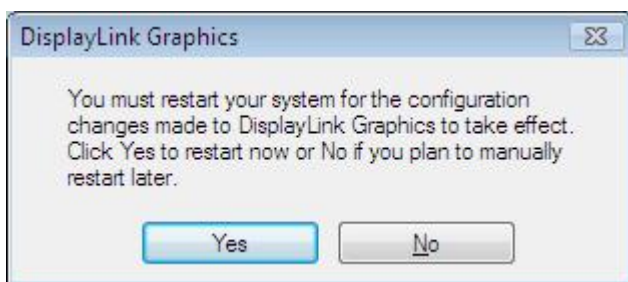 DisplayLink Graphics
You must restart your system for the configuration
changes made to DisplayLink Graphics to take effect.
Click Yes to restart now or No if you plan to manually
restart later.
Yes
No